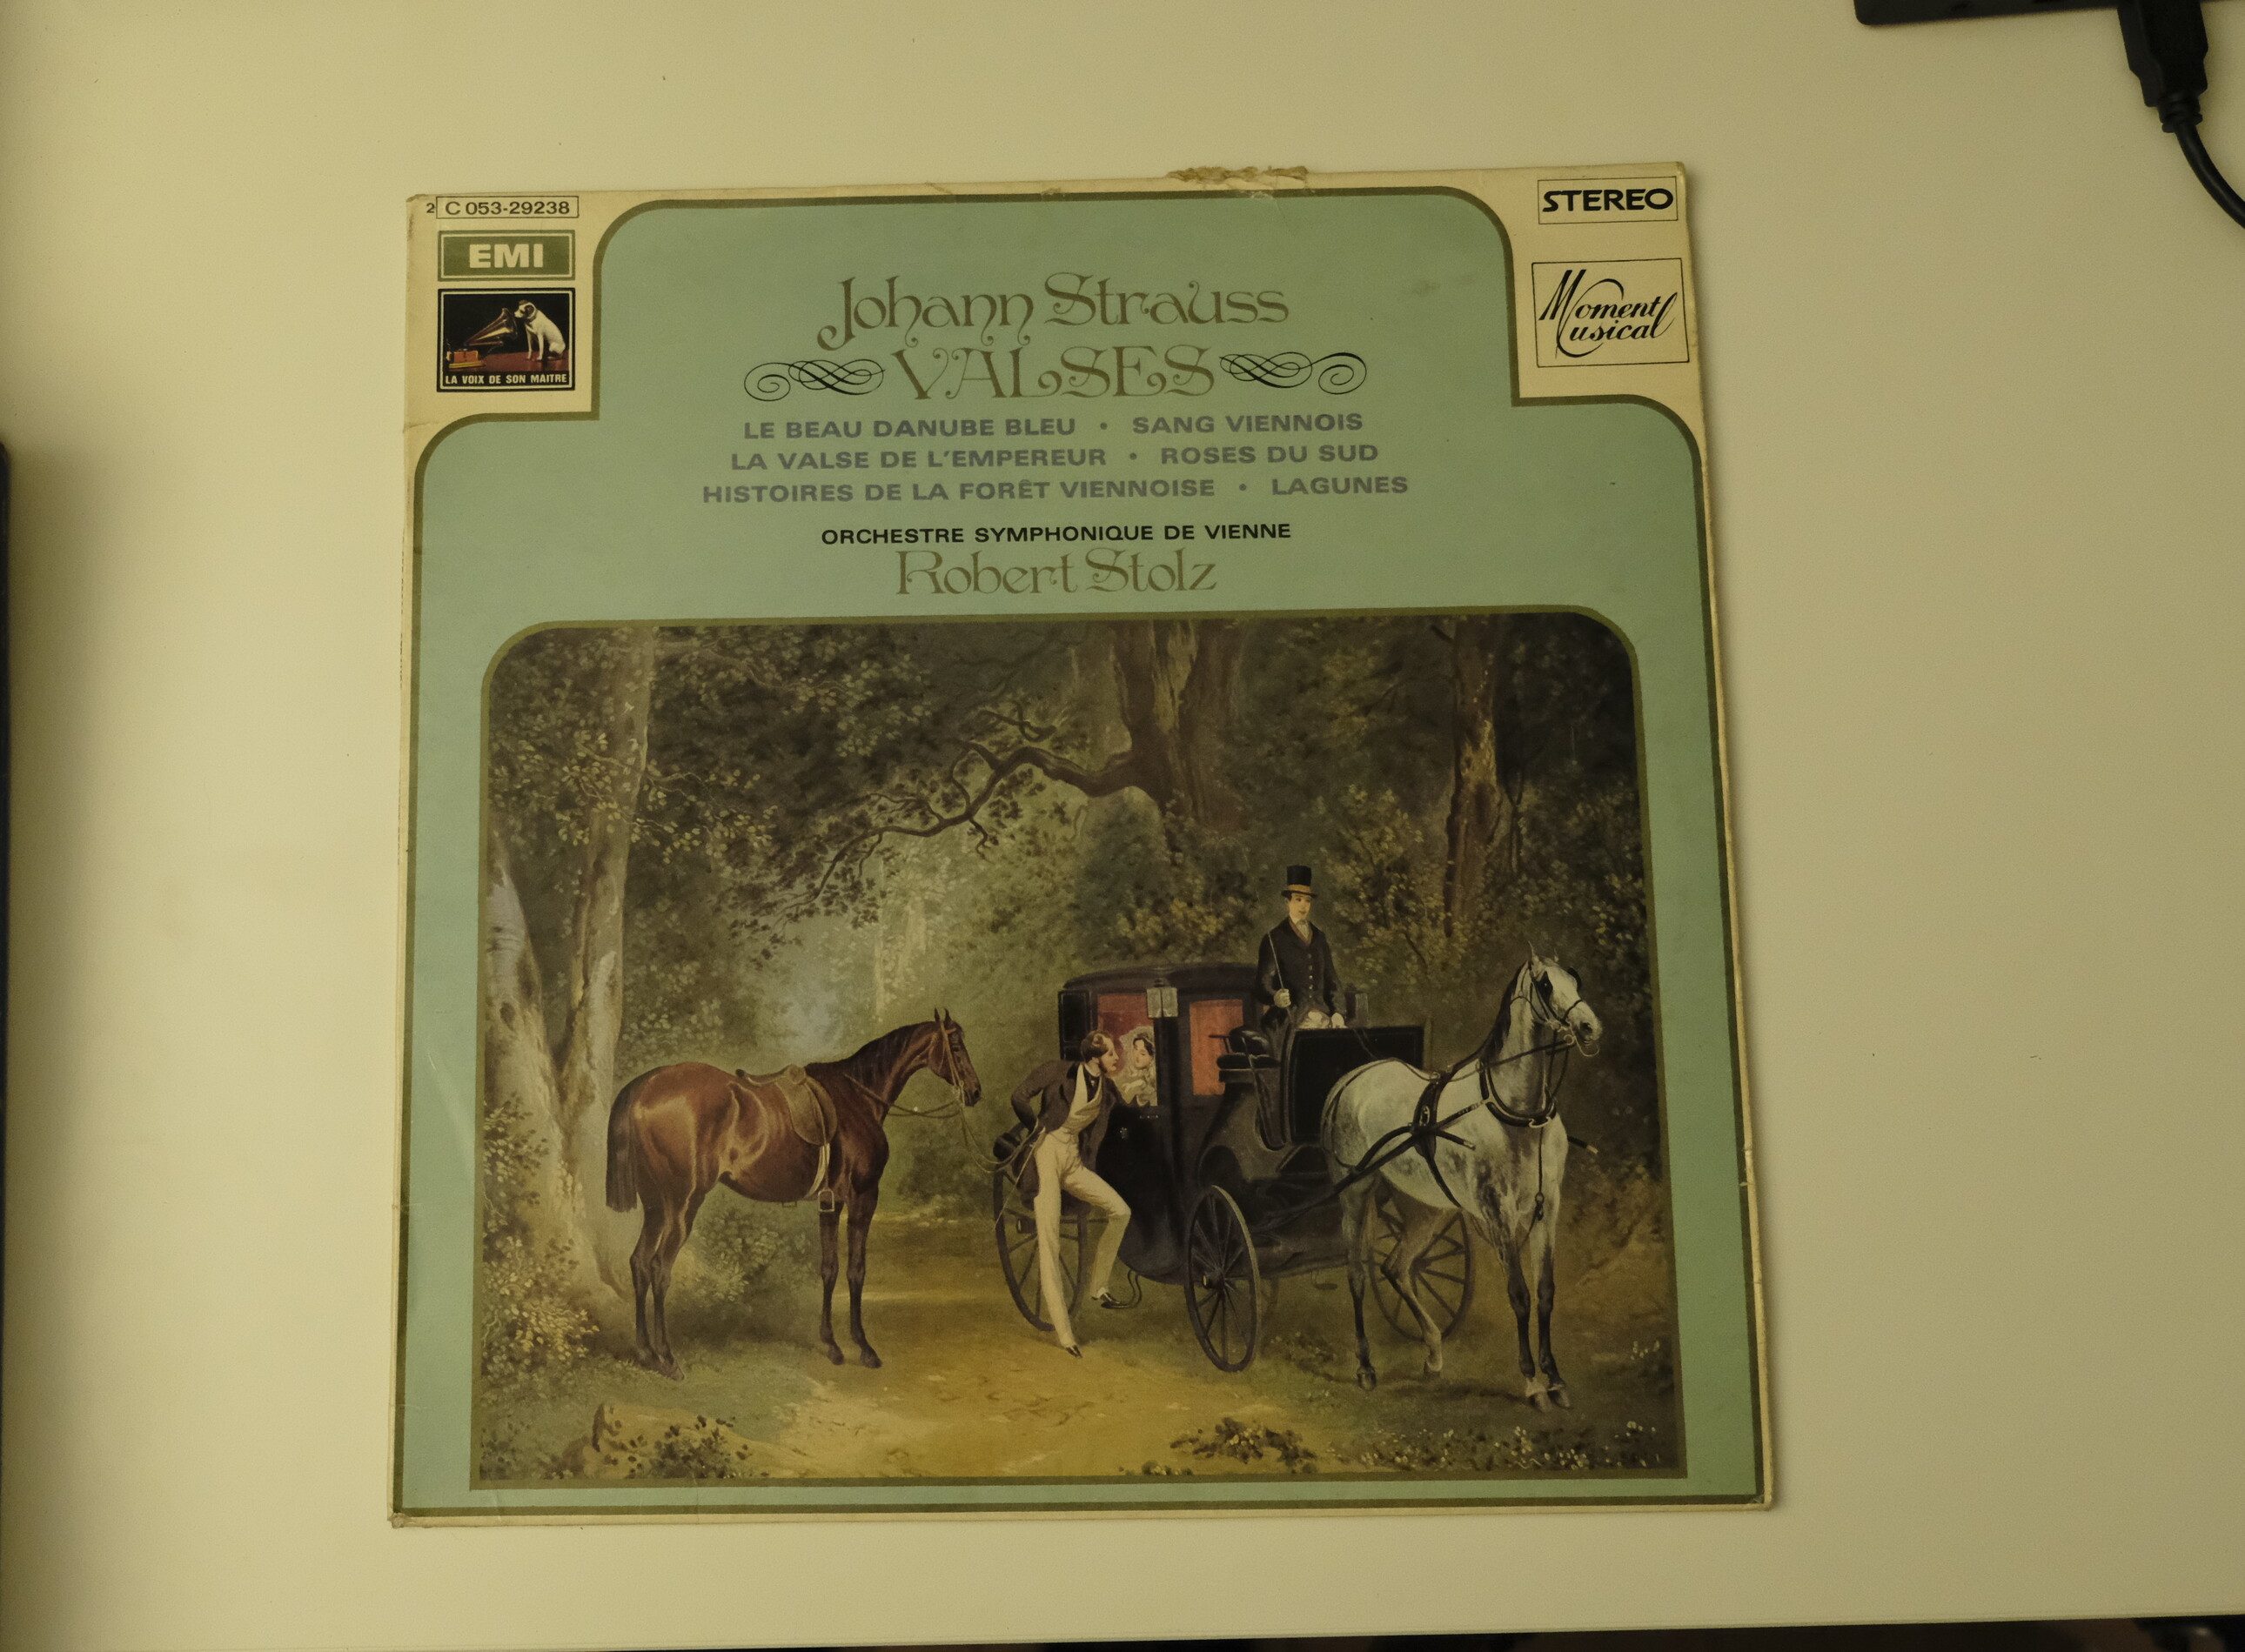 2 C 053-29238
EMI
LA VOIX DE SON MAITRE
STEREO
Moment
Musical
Johann Strauss
VALSES
LE BEAU DANUBE BLEU • SANG VIENNOIS
LA VALSE DE L'EMPEREUR • ROSES DU SUD
HISTOIRES DE LA FORÊT VIENNOISE • LAGUNES
ORCHESTRE SYMPHONIQUE DE VIENNE
Robert Stolz